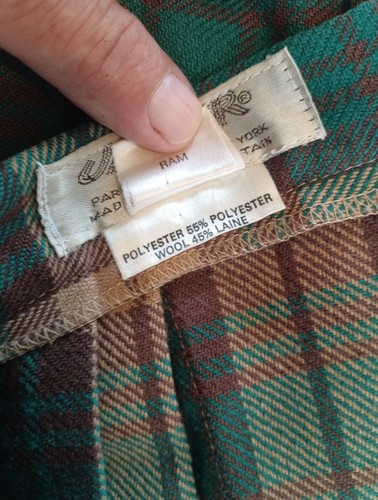 RAM
PAR YORK
MAD TAIN
POLYESTER 55% POLYESTER
WOOL 45% LAINE